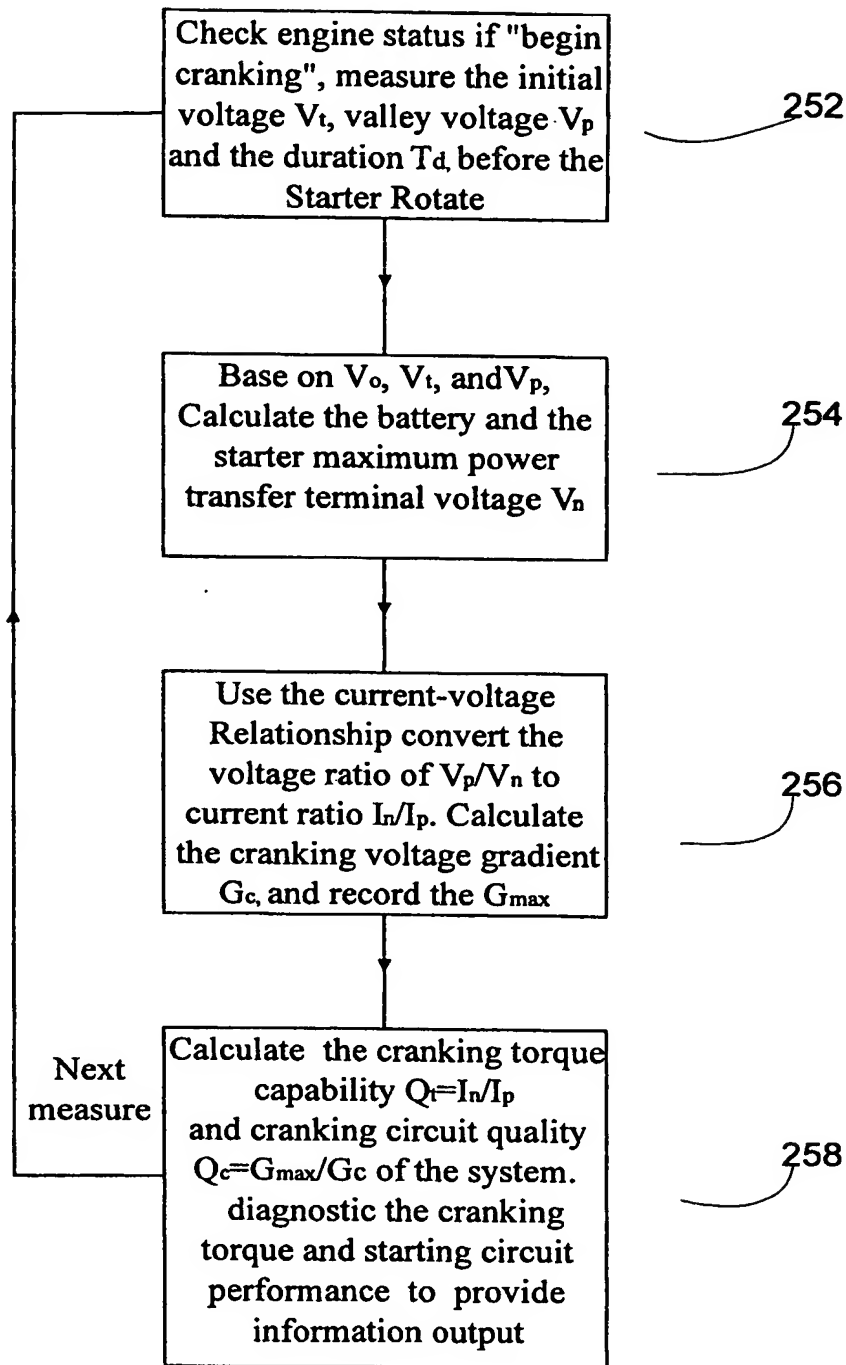 Check engine status if "begin
cranking", measure the initial
voltage Vt, valley voltage Vp
and the duration Td, before the
Starter Rotate
252
Base on Vo, Vt, andVp,
Calculate the battery and the
starter maximum power
transfer terminal voltage Vn
254
Use the current-voltage
Relationship convert the
voltage ratio of Vp/Vn to
current ratio In/Ip. Calculate
the cranking voltage gradient
Gc, and record the Gmax
256
Calculate the cranking torque
capability Qt=In/Ip
and cranking circuit quality
Qc=Gmax/Gc of the system.
diagnostic the cranking
torque and starting circuit
performance to provide
information output
258
Next
measure